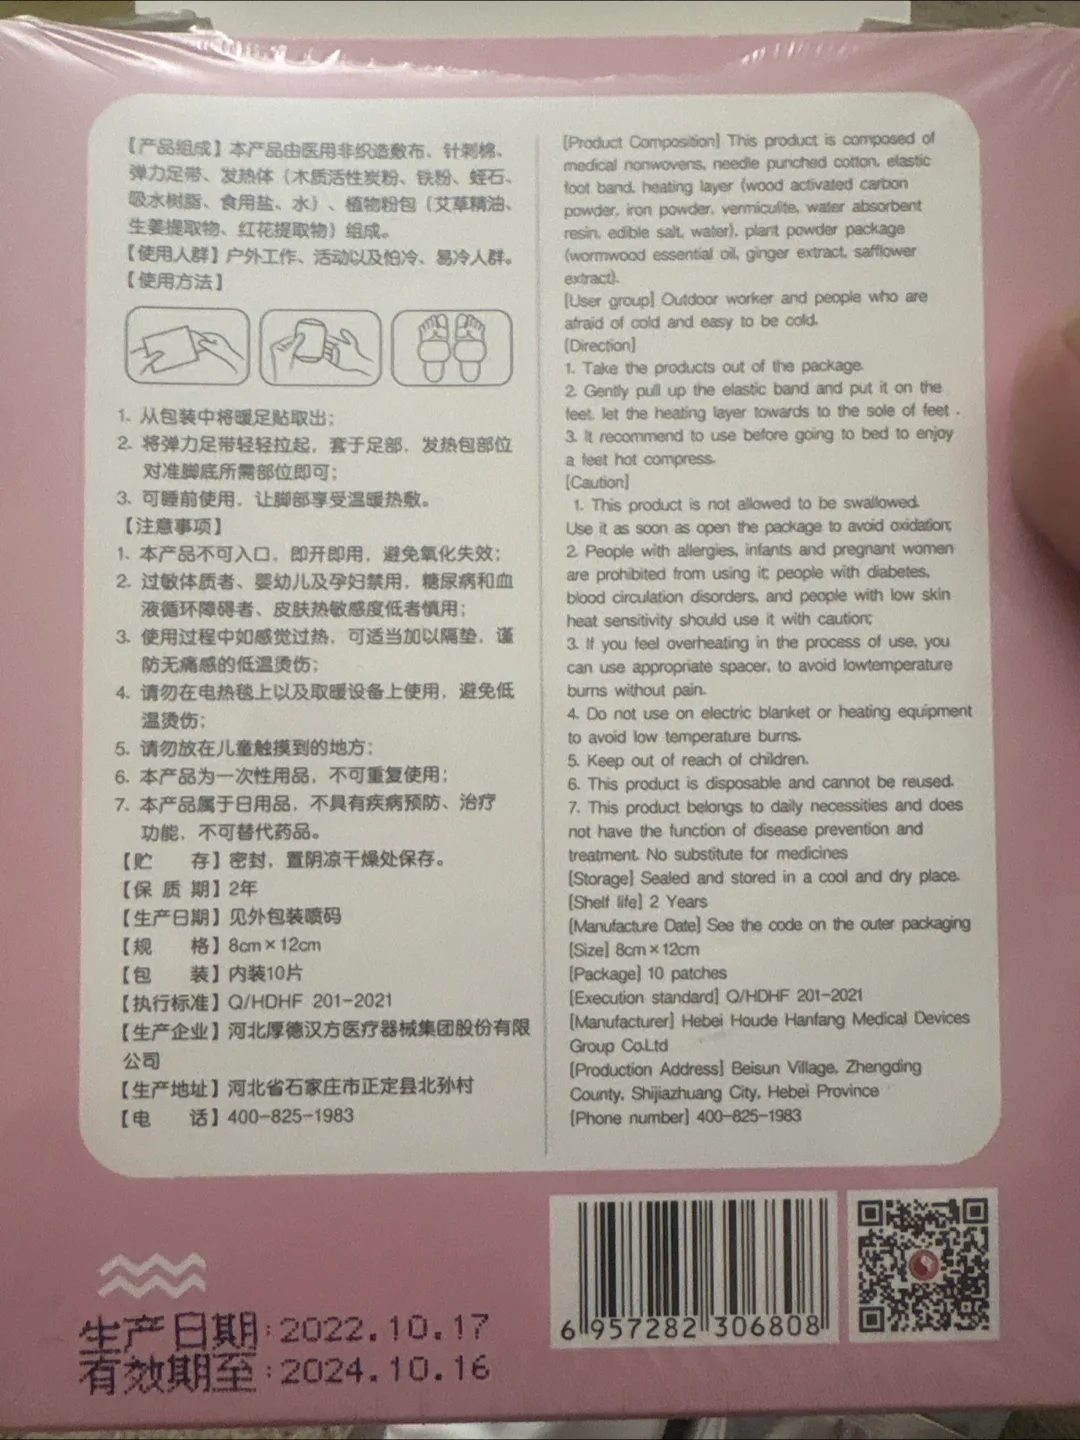 【产品组成】本产品由医用非织造敷布、针刺棉、
弹力足带、发热体（木质活性炭粉、铁粉、蛭石、
吸水树脂、食用盐、水）、植物粉包（艾草精油、
生姜提取物、红花提取物）组成。
【使用人群】户外工作、活动以及怕冷、易冷人群。
【使用方法】
1. 从包装中将暖足贴取出；
2. 将弹力足带轻轻拉起，套于足部，发热包部位
对准脚底所需部位即可；
3. 可睡前使用，让脚部享受温暖热敷。
【注意事项】
1. 本产品不可入口，即开即用，避免氧化失效；
2. 过敏体质者、婴幼儿及孕妇禁用，糖尿病和血
液循环障碍者、皮肤热敏感度低者慎用；
3. 使用过程中如感觉过热，可适当加以隔垫，谨
防无痛感的低温烫伤；
4. 请勿在电热毯上以及取暖设备上使用，避免低
温烫伤；
5. 请勿放在儿童触摸到的地方；
6. 本产品为一次性用品，不可重复使用；
7. 本产品属于日用品，不具有疾病预防、治疗
功能，不可替代药品。
【贮 存】密封，置阴凉干燥处保存。
【保 质 期】2年
【生产日期】见外包装喷码
【规 格】8cm×12cm
【包 装】内装10片
【执行标准】Q/HDHF 201-2021
【生产企业】河北厚德汉方医疗器械集团股份有限
公司
【生产地址】河北省石家庄市正定县北孙村
【电 话】400-825-1983
[Product Composition] This product is composed of
medical nonwovens, needle punched cotton, elastic
foot band, heating layer (wood activated carbon
powder, iron powder, vermiculite, water absorbent
resin, edible salt, water), plant powder package
(wormwood essential oil, ginger extract, safflower
extract).
[User group] Outdoor worker and people who are
afraid of cold and easy to be cold.
[Direction]
1. Take the products out of the package.
2. Gently pull up the elastic band and put it on the
feet, let the heating layer towards to the sole of feet .
3. It recommend to use before going to bed to enjoy
a feet hot compress.
[Caution]
1. This product is not allowed to be swallowed.
Use it as soon as open the package to avoid oxidation;
2. People with allergies, infants and pregnant women
are prohibited from using it; people with diabetes,
blood circulation disorders, and people with low skin
heat sensitivity should use it with caution;
3. If you feel overheating in the process of use, you
can use appropriate spacer, to avoid lowtemperature
burns without pain.
4. Do not use on electric blanket or heating equipment
to avoid low temperature burns.
5. Keep out of reach of children.
6. This product is disposable and cannot be reused.
7. This product belongs to daily necessities and does
not have the function of disease prevention and
treatment. No substitute for medicines
[Storage] Sealed and stored in a cool and dry place.
[Shelf life] 2 Years
[Manufacture Date] See the code on the outer packaging
[Size] 8cm×12cm
[Package] 10 patches
[Execution standard] Q/HDHF 201-2021
[Manufacturer] Hebei Houde Hanfang Medical Devices
Group Co.Ltd
[Production Address] Beisun Village, Zhengding
County, Shijiazhuang City, Hebei Province
[Phone number] 400-825-1983
6 957282 306808
生产日期：2022.10.17
有效期至：2024.10.16